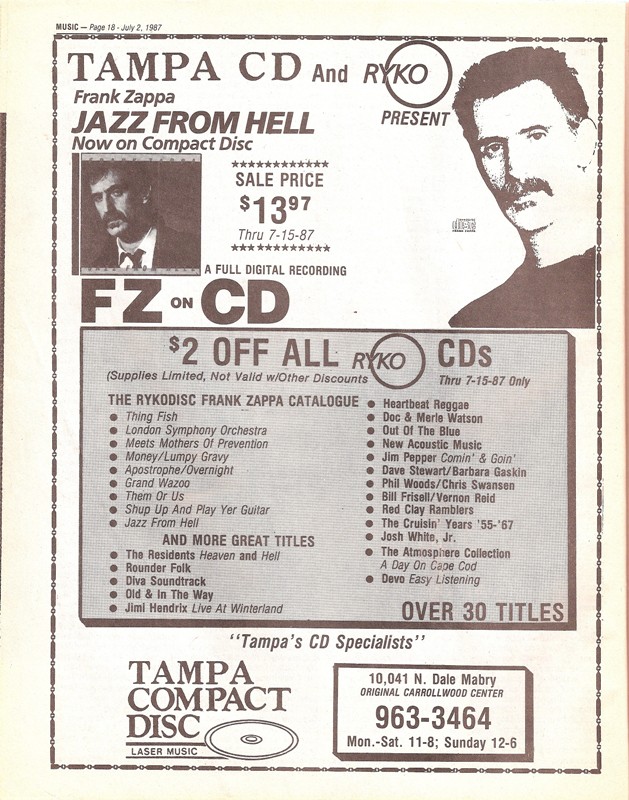 MUSIC — Page 18 - July 2, 1987
TAMPA CD And RYKO
PRESENT
Frank Zappa
JAZZ FROM HELL
Now on Compact Disc
SALE PRICE
$13.97
Thru 7-15-87
A FULL DIGITAL RECORDING
FZ ON CD
$2 OFF ALL RYKO CDs
(Supplies Limited, Not Valid w/Other Discounts
Thru 7-15-87 Only
THE RYKODISC FRANK ZAPPA CATALOGUE
● Thing Fish
● London Symphony Orchestra
● Meets Mothers Of Prevention
● Money/Lumpy Gravy
● Apostrophe/Overnight
● Grand Wazoo
● Them Or Us
● Shup Up And Play Yer Guitar
● Jazz From Hell
AND MORE GREAT TITLES
● The Residents Heaven and Hell
● Rounder Folk
● Diva Soundtrack
● Old & In The Way
● Jimi Hendrix Live At Winterland
● Heartbeat Reggae
● Doc & Merle Watson
● Out Of The Blue
● New Acoustic Music
● Jim Pepper Comin' & Goin'
● Dave Stewart/Barbara Gaskin
● Phil Woods/Chris Swansen
● Bill Frisell/Vernon Reid
● Red Clay Ramblers
● The Cruisin' Years '55-'67
● Josh White, Jr.
● The Atmosphere Collection
A Day On Cape Cod
● Devo Easy Listening
OVER 30 TITLES
"Tampa's CD Specialists"
TAMPA
COMPACT
DISC
LASER MUSIC
10,041 N. Dale Mabry
ORIGINAL CARROLLWOOD CENTER
963-3464
Mon.-Sat. 11-8; Sunday 12-6